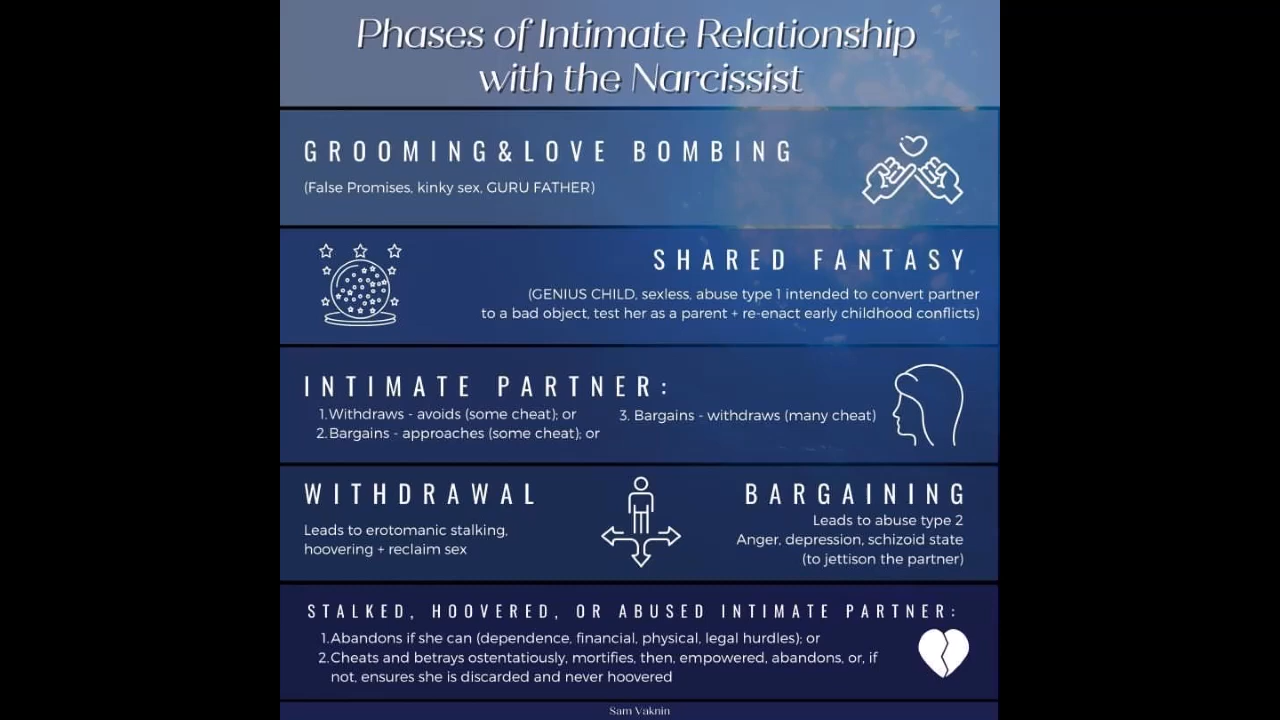 Phases of Intimate Relationship
with the Narcissist
GROOMING&LOVE BOMBING
(False Promises, kinky sex, GURU FATHER)
SHARED FANTASY
(GENIUS CHILD, sexless, abuse type 1 intended to convert partner
to a bad object, test her as a parent + re-enact early childhood conflicts)
INTIMATE PARTNER:
1. Withdraws - avoids (some cheat); or
2. Bargains - approaches (some cheat); or
3. Bargains - withdraws (many cheat)
WITHDRAWAL
Leads to erotomanic stalking,
hoovering + reclaim sex
BARGAINING
Leads to abuse type 2
Anger, depression, schizoid state
(to jettison the partner)
STALKED, HOOVERED, OR ABUSED INTIMATE PARTNER:
1. Abandons if she can (dependence, financial, physical, legal hurdles); or
2. Cheats and betrays ostentatiously, mortifies, then, empowered, abandons, or, if
not, ensures she is discarded and never hoovered
Sam Vaknin